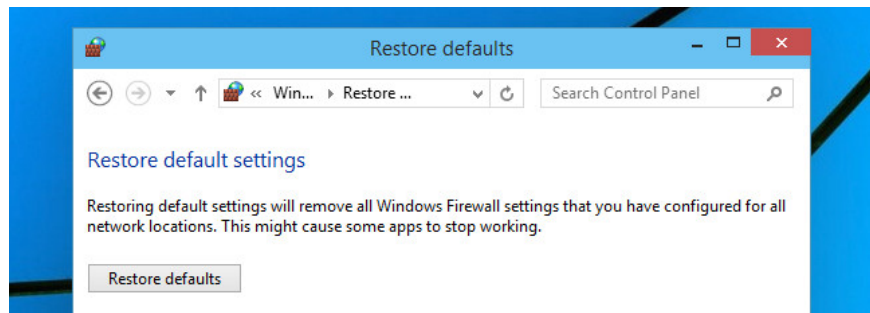 Restore defaults
« Win... ▸ Restore ...
Search Control Panel
Restore default settings
Restoring default settings will remove all Windows Firewall settings that you have configured for all
network locations. This might cause some apps to stop working.
Restore defaults